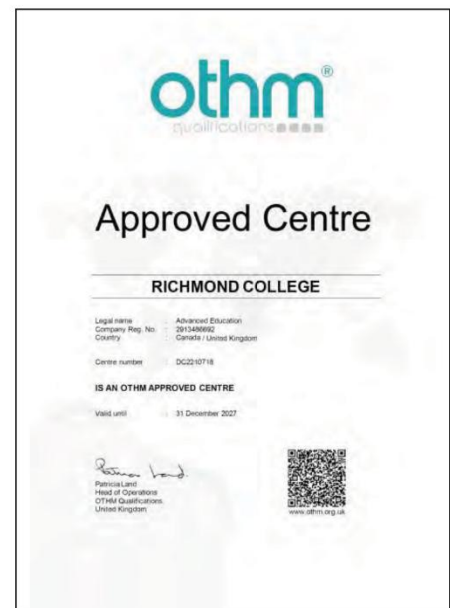 othm®
qualifications
Approved Centre
RICHMOND COLLEGE
Legal name : Advanced Education
Company Reg. No. : 2913486692
Country : Canada / United Kingdom
Centre number : DC2210718
IS AN OTHM APPROVED CENTRE
Valid until : 31 December 2027
Patricia Land
Patricia Land
Head of Operations
OTHM Qualifications
United Kingdom
www.othm.org.uk